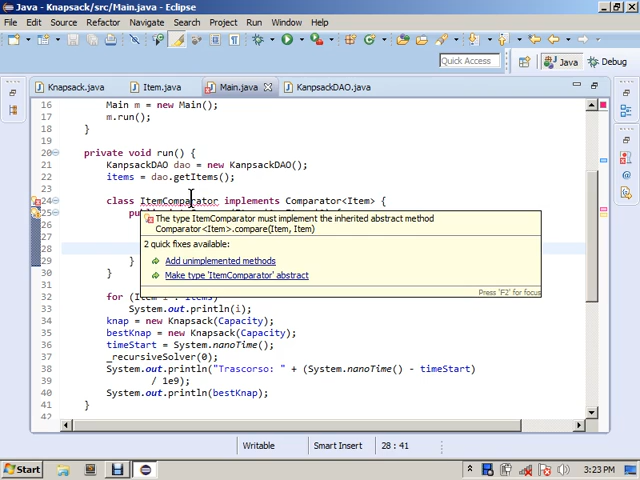 Java - Knapsack/src/Main.java - Eclipse
File Edit Source Refactor Navigate Search Project Run Window Help
Quick Access
Java
Debug
Knapsack.java
Item.java
Main.java
KanpsackDAO.java
16 Main m = new Main();
17 m.run();
18 }
19
20 private void run() {
21 KanpsackDAO dao = new KanpsackDAO();
22 items = dao.getItems();
23
24 class ItemComparator implements Comparator<Item> {
25 pu
The type ItemComparator must implement the inherited abstract method
Comparator<Item>.compare(Item, Item)
2 quick fixes available:
Add unimplemented methods
Make type 'ItemComparator' abstract
Press 'F2' for focus
28
29 }
30 }
31
32 for (Item i : items)
33 System.out.println(i);
34 knap = new Knapsack(Capacity);
35 bestKnap = new Knapsack(Capacity);
36 timeStart = System.nanoTime();
37 _recursiveSolver(0);
38 System.out.println("Trascorso: " + (System.nanoTime() - timeStart)
39 / 1e9);
40 System.out.println(bestKnap);
41 }
42
Writable
Smart Insert
28 : 41
Start
3:23 PM